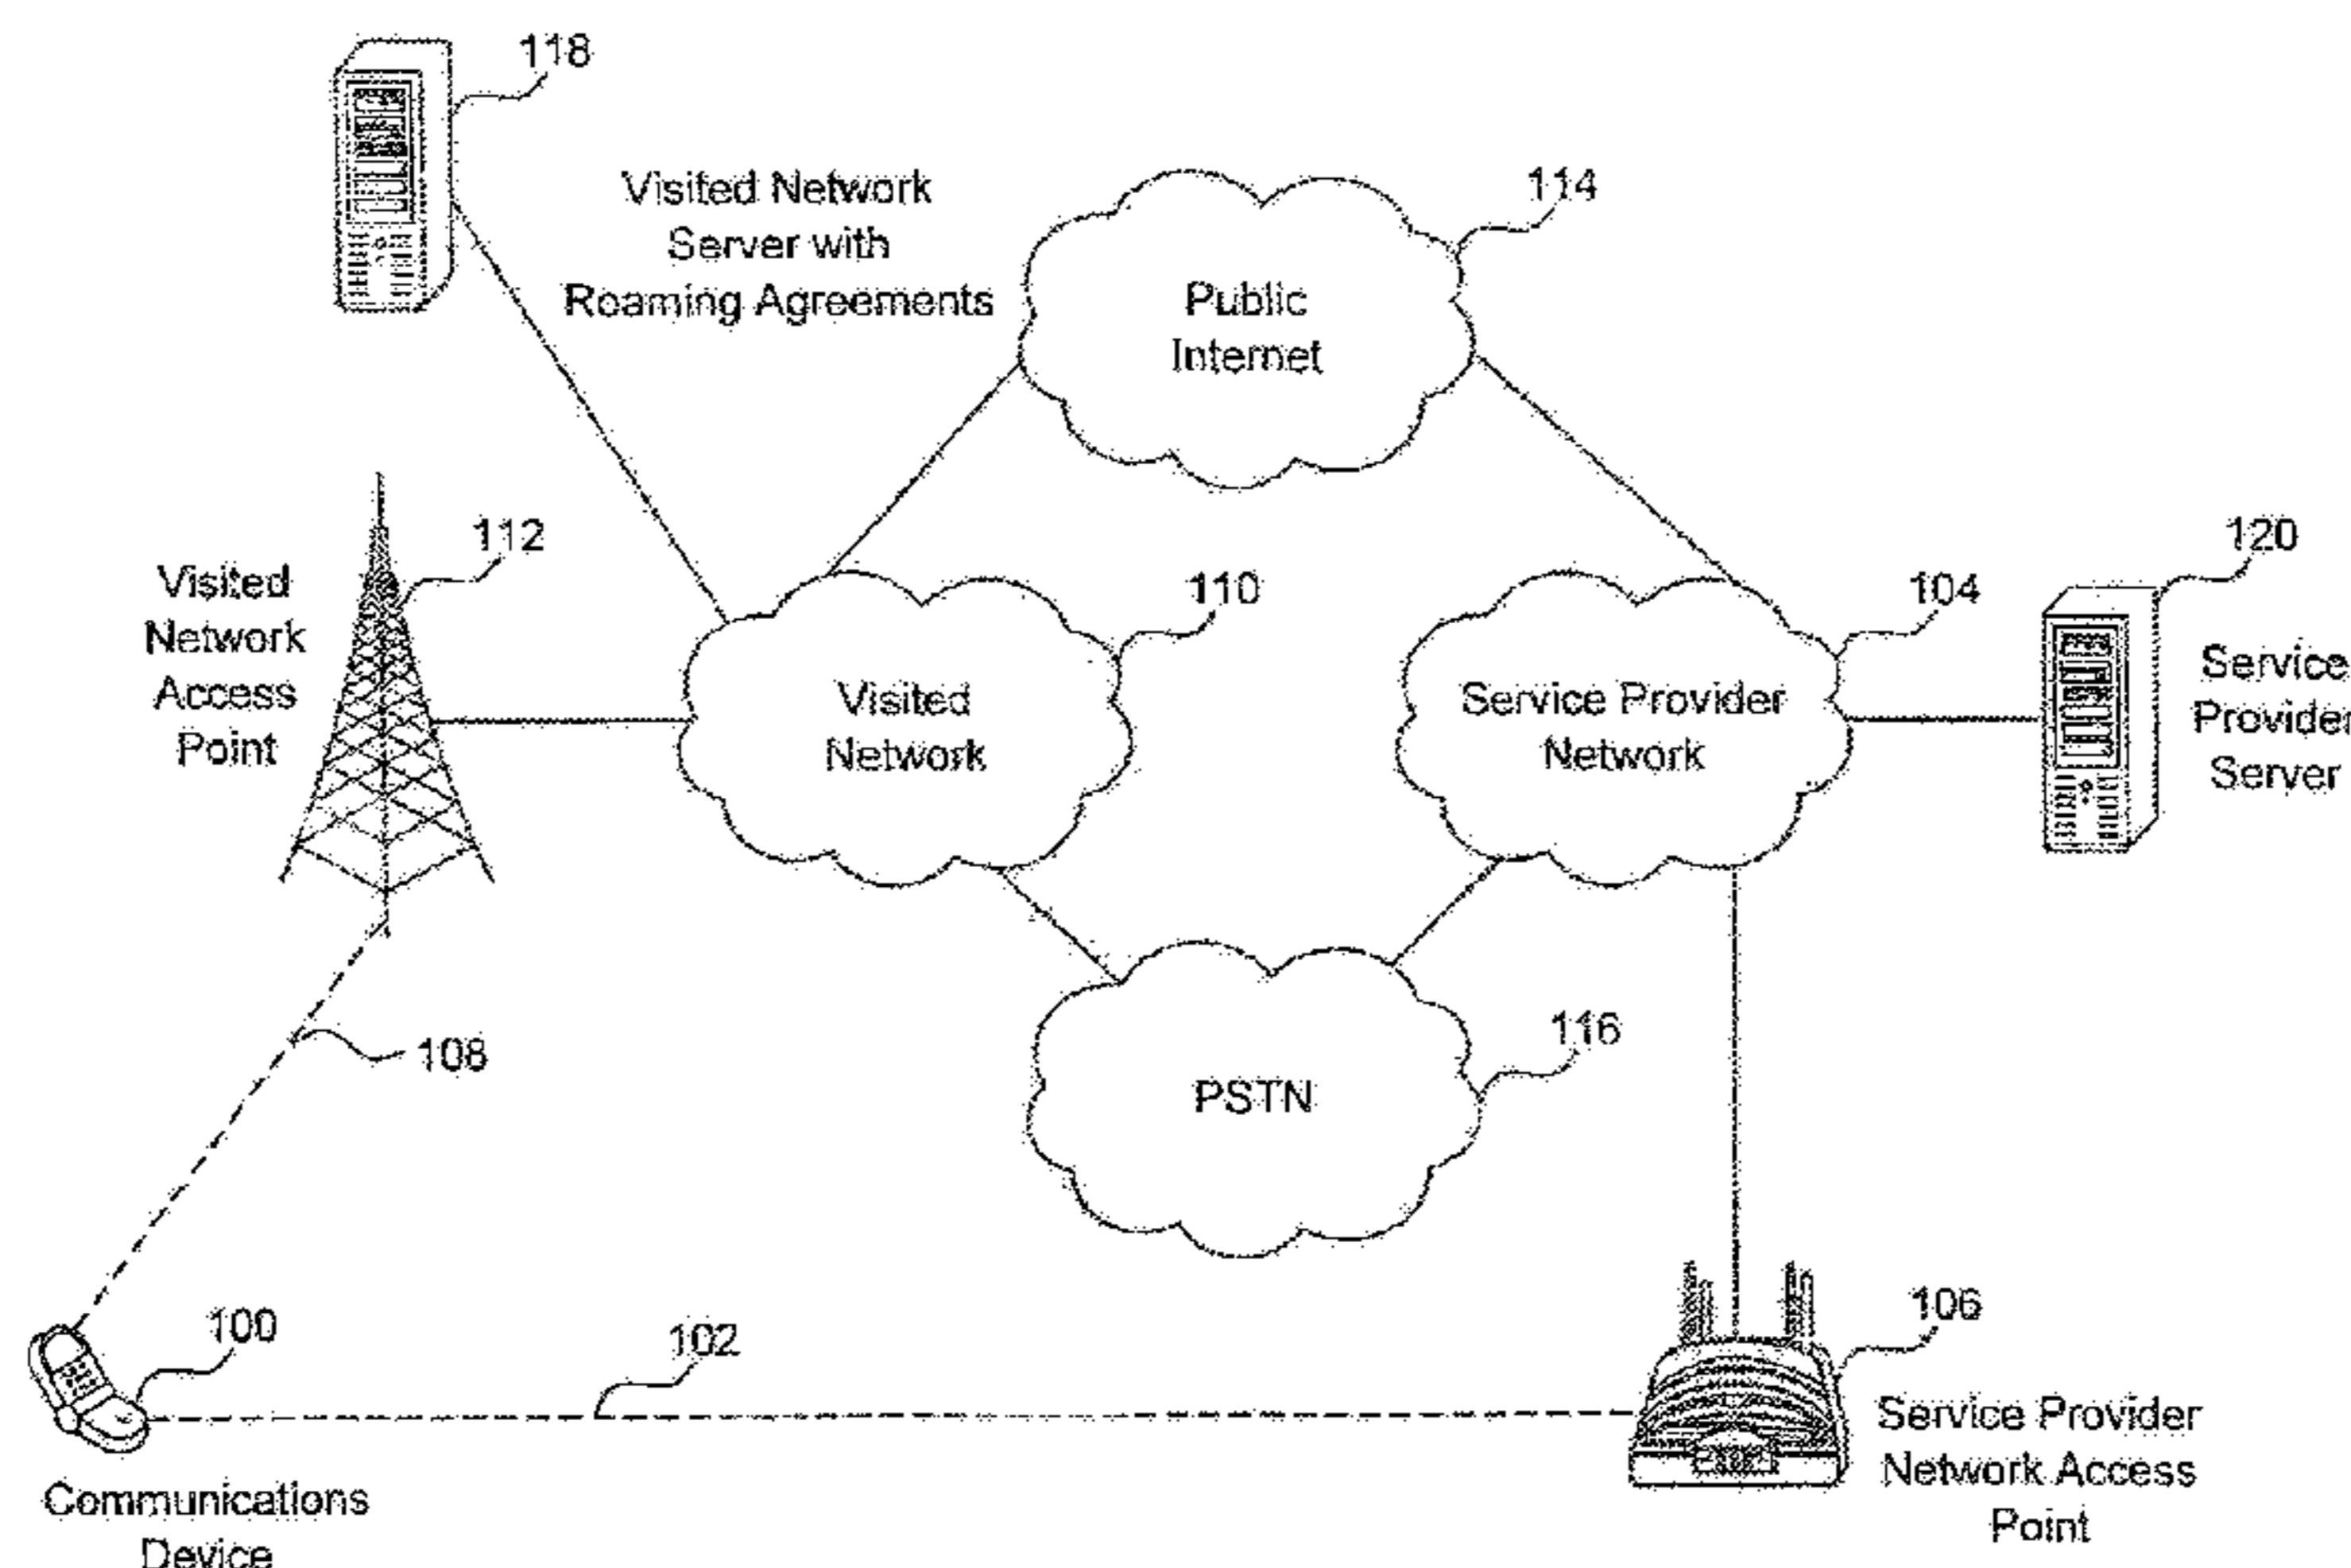 118
Visited Network
Server with
Roaming Agreements
114
Public
Internet
112
Visited
Network
Access
Point
110
Visited
Network
104
Service Provider
Network
120
Service
Provider
Server
108
116
PSTN
100
Communications
Device
102
106
Service Provider
Network Access
Point